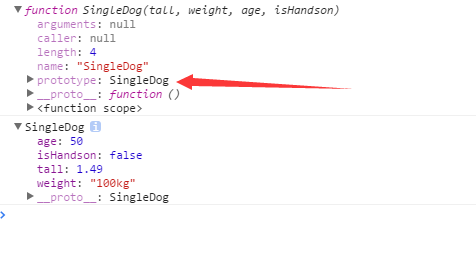 function SingleDog(tall, weight, age, isHandson)
arguments: null
caller: null
length: 4
name: "SingleDog"
prototype: SingleDog
__proto__: function ()
<function scope>
SingleDog i
age: 50
isHandson: false
tall: 1.49
weight: "100kg"
__proto__: SingleDog